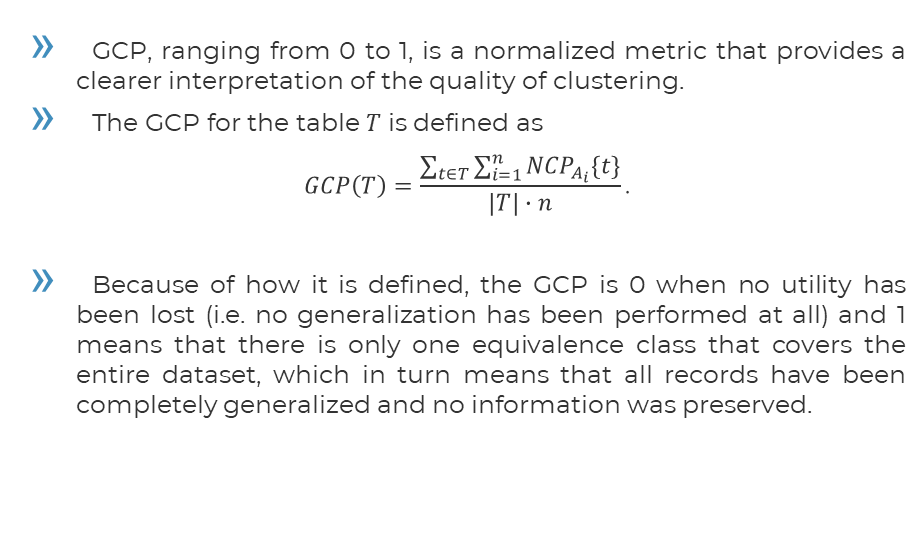 » GCP, ranging from 0 to 1, is a normalized metric that provides a
clearer interpretation of the quality of clustering.
» The GCP for the table T is defined as
GCP(T) = \frac{\sum_{t∈T} \sum_{i=1}^{n} NCP_{A_i}\{t\}}{|T| · n}.
» Because of how it is defined, the GCP is 0 when no utility has
been lost (i.e. no generalization has been performed at all) and 1
means that there is only one equivalence class that covers the
entire dataset, which in turn means that all records have been
completely generalized and no information was preserved.